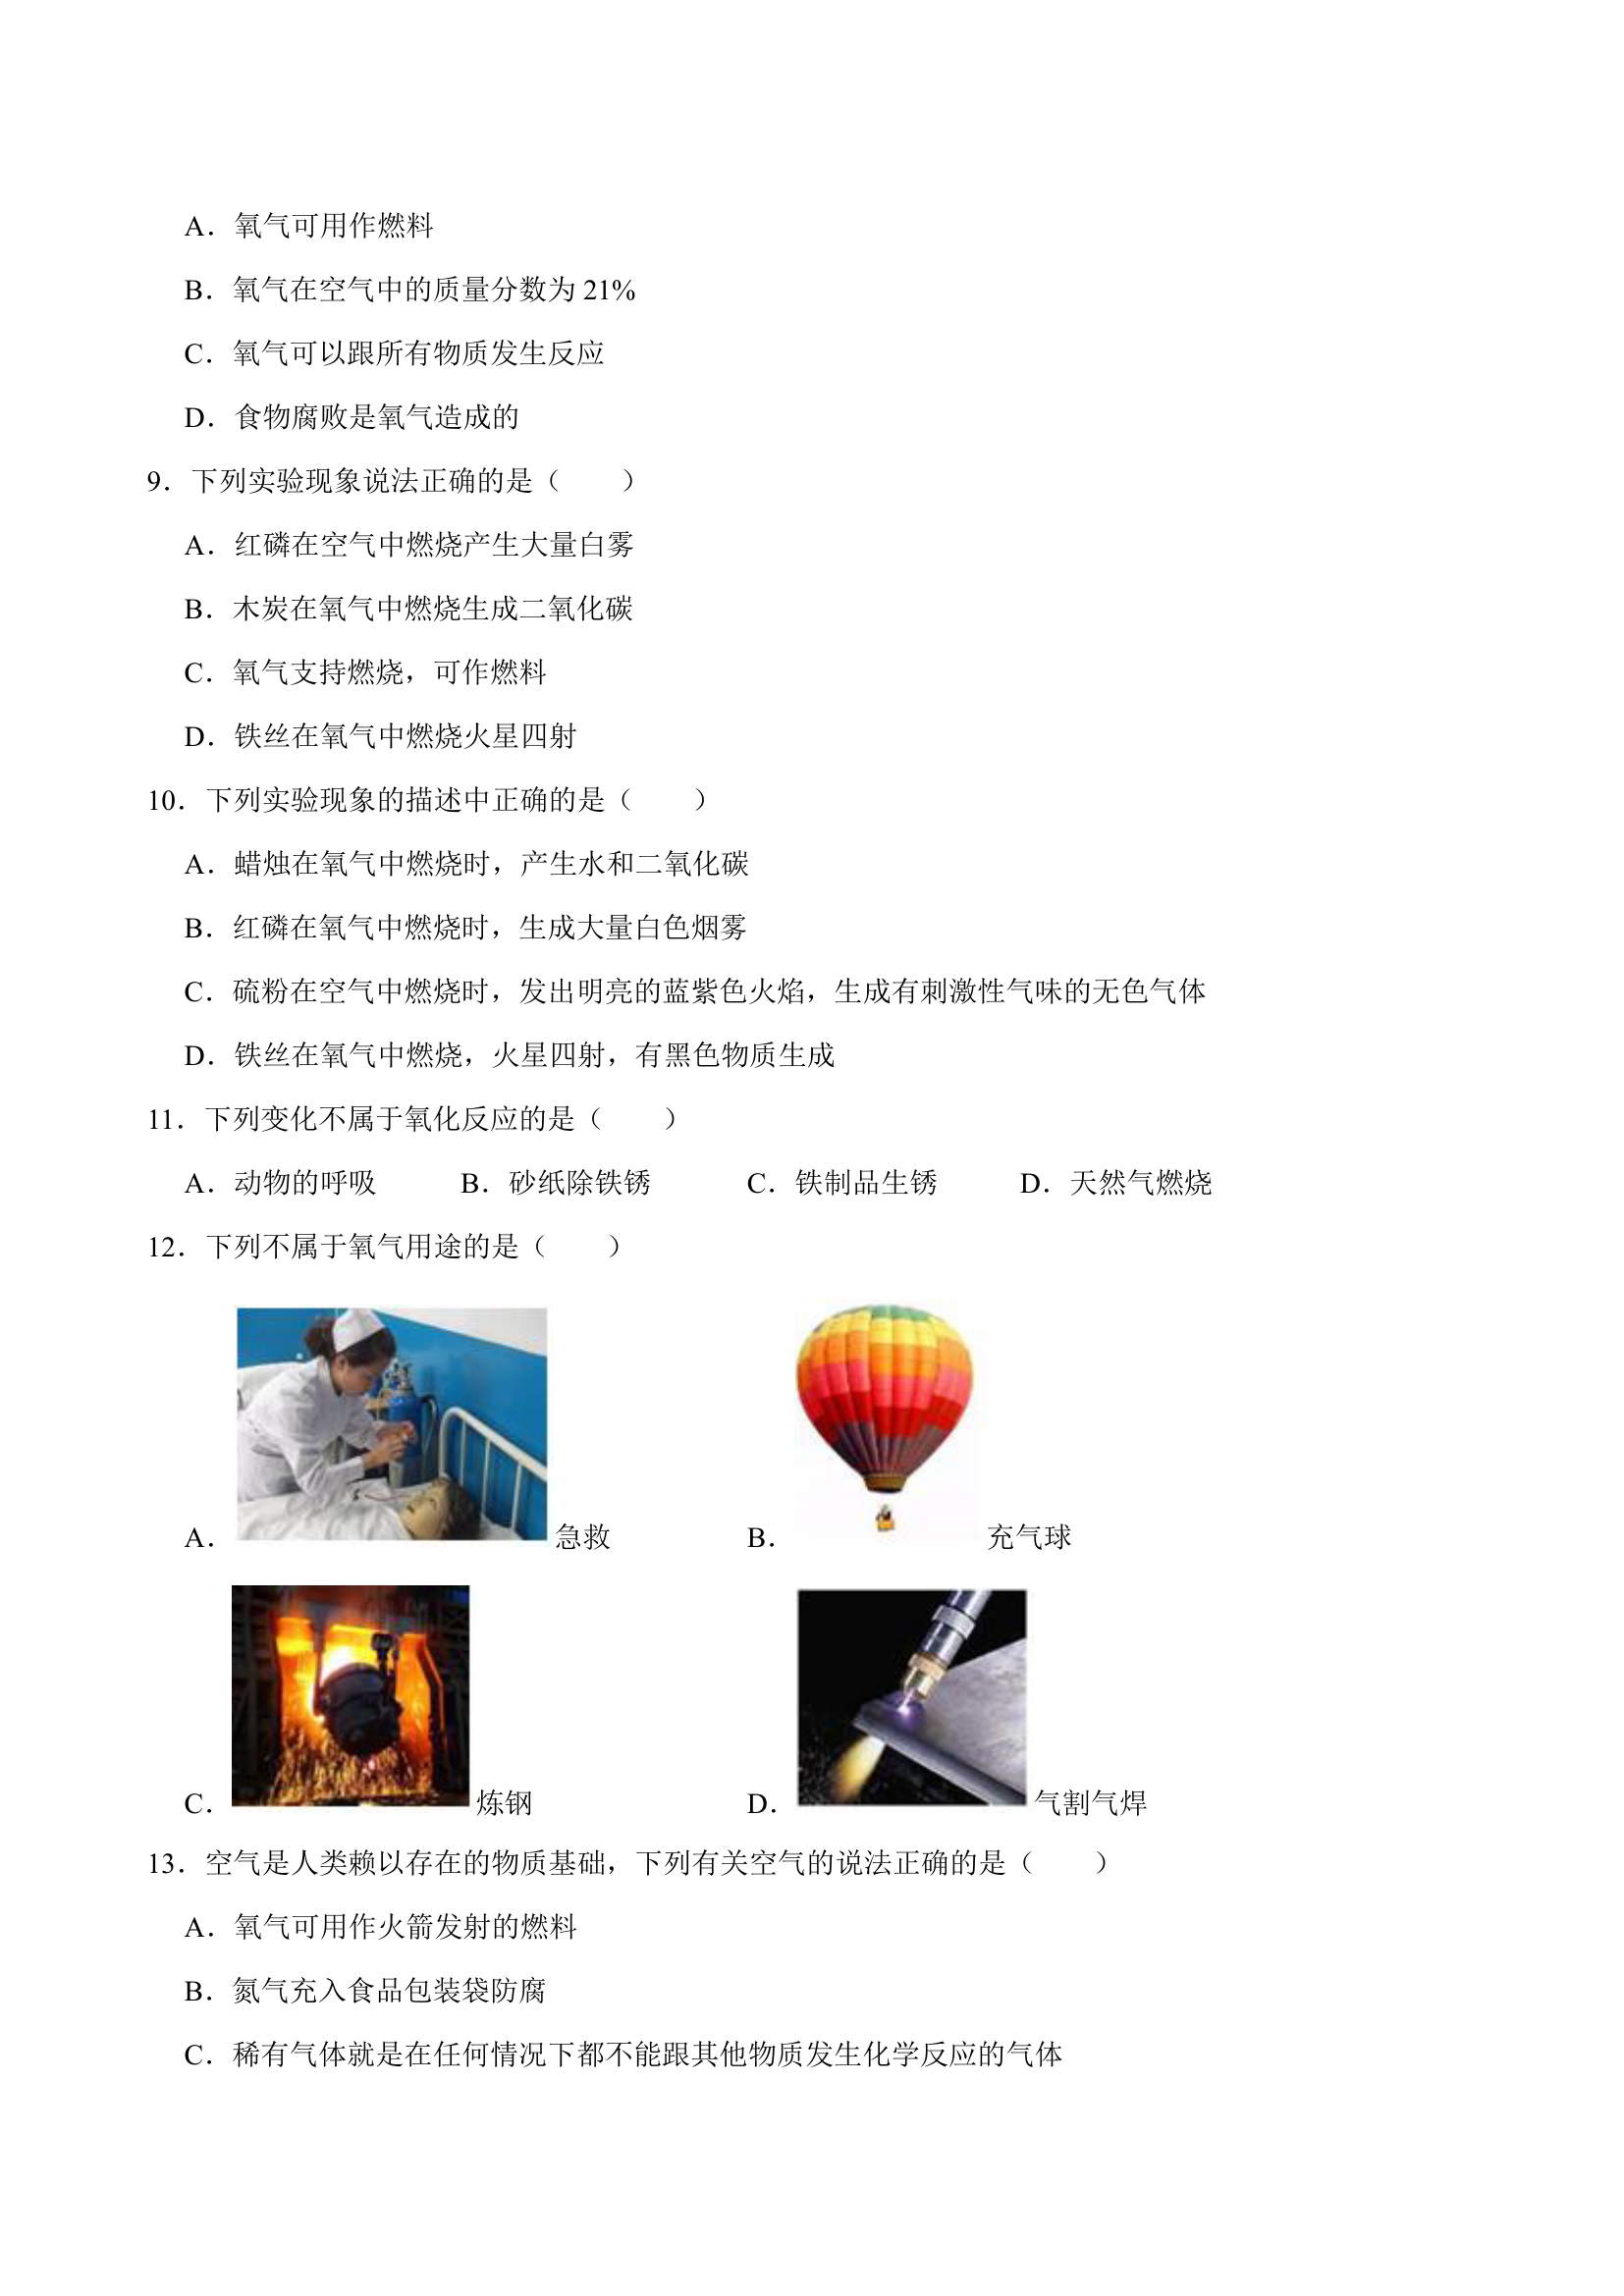 A．氧气可用作燃料
B．氧气在空气中的质量分数为 21%
C．氧气可以跟所有物质发生反应
D．食物腐败是氧气造成的
9．下列实验现象说法正确的是（　　）
A．红磷在空气中燃烧产生大量白雾
B．木炭在氧气中燃烧生成二氧化碳
C．氧气支持燃烧，可作燃料
D．铁丝在氧气中燃烧火星四射
10．下列实验现象的描述中正确的是（　　）
A．蜡烛在氧气中燃烧时，产生水和二氧化碳
B．红磷在氧气中燃烧时，生成大量白色烟雾
C．硫粉在空气中燃烧时，发出明亮的蓝紫色火焰，生成有刺激性气味的无色气体
D．铁丝在氧气中燃烧，火星四射，有黑色物质生成
11．下列变化不属于氧化反应的是（　　）
A．动物的呼吸　B．砂纸除铁锈　C．铁制品生锈　D．天然气燃烧
12．下列不属于氧气用途的是（　　）
A．急救　B．充气球
C．炼钢　D．气割气焊
13．空气是人类赖以存在的物质基础，下列有关空气的说法正确的是（　　）
A．氧气可用作火箭发射的燃料
B．氮气充入食品包装袋防腐
C．稀有气体就是在任何情况下都不能跟其他物质发生化学反应的气体